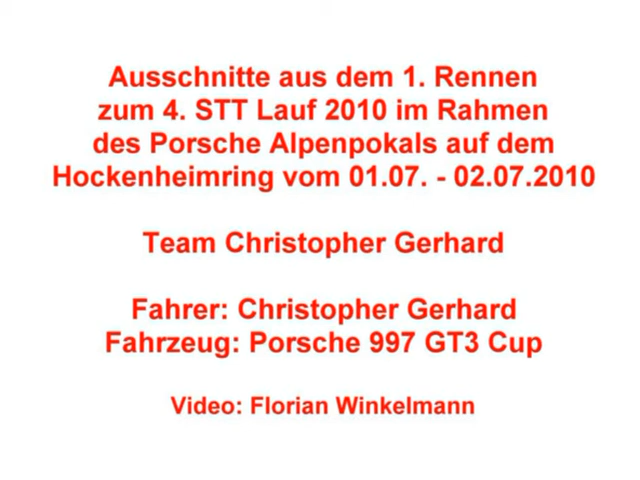 Ausschnitte aus dem 1. Rennen
zum 4. STT Lauf 2010 im Rahmen
des Porsche Alpenpokals auf dem
Hockenheimring vom 01.07. - 02.07.2010
Team Christopher Gerhard
Fahrer: Christopher Gerhard
Fahrzeug: Porsche 997 GT3 Cup
Video: Florian Winkelmann